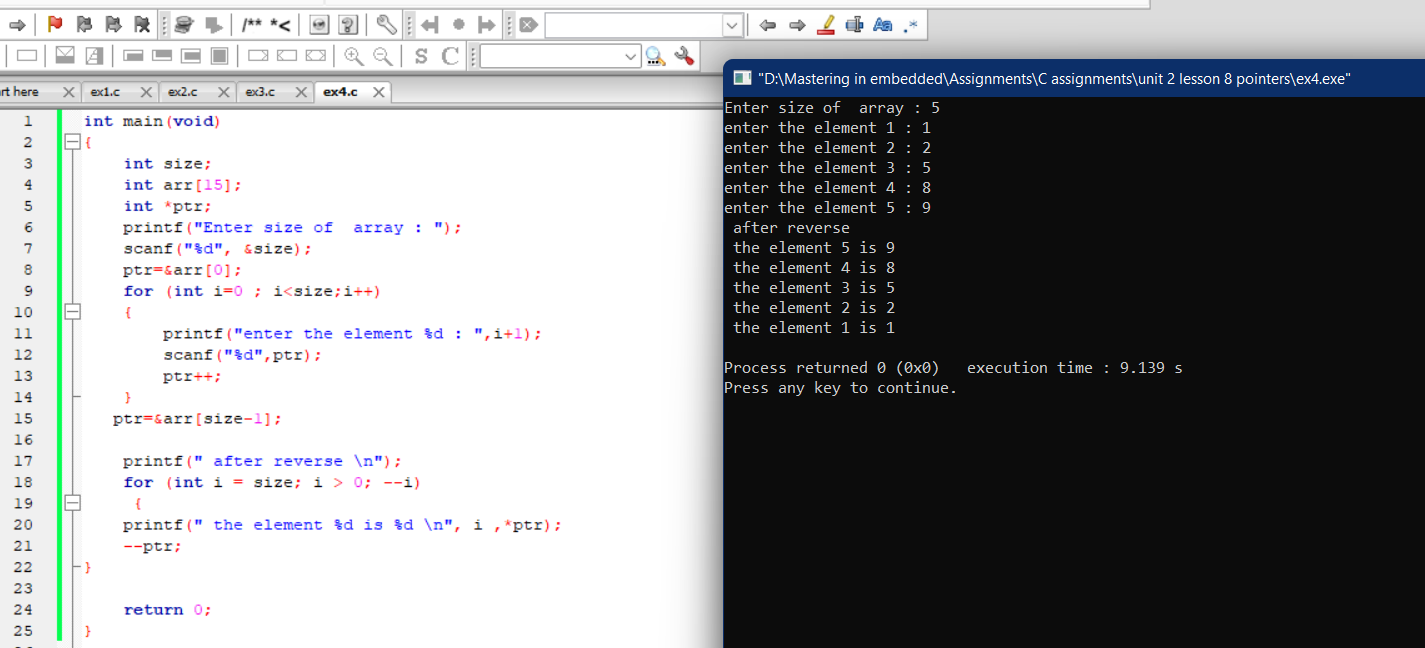 /** *<
Aa .*
S C
rt here ex1.c ex2.c ex3.c ex4.c
1 int main(void)
2 {
3 int size;
4 int arr[15];
5 int *ptr;
6 printf("Enter size of  array : ");
7 scanf("%d", &size);
8 ptr=&arr[0];
9 for (int i=0 ; i<size;i++)
10 {
11 printf("enter the element %d : ",i+1);
12 scanf("%d",ptr);
13 ptr++;
14 }
15 ptr=&arr[size-1];
16
17 printf(" after reverse \n");
18 for (int i = size; i > 0; --i)
19 {
20 printf(" the element %d is %d \n", i ,*ptr);
21 --ptr;
22 }
23
24 return 0;
25 }
"D:\Mastering in embedded\Assignments\C assignments\unit 2 lesson 8 pointers\ex4.exe"
Enter size of  array : 5
enter the element 1 : 1
enter the element 2 : 2
enter the element 3 : 5
enter the element 4 : 8
enter the element 5 : 9
after reverse
the element 5 is 9
the element 4 is 8
the element 3 is 5
the element 2 is 2
the element 1 is 1
Process returned 0 (0x0)   execution time : 9.139 s
Press any key to continue.